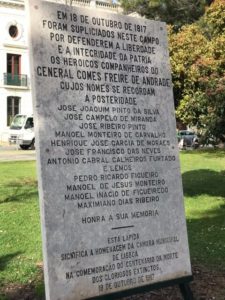 EM 18 DE OUTUBRO DE 1817
FORAM SUPLICIADOS NESTE CAMPO
POR DEFENDEREM A LIBERDADE
E A INTEGRIDADE DA PATRIA
OS HEROICOS COMPANHEIROS DO
GENERAL GOMES FREIRE DE ANDRADE,
CUJOS NOMES SE RECORDAM
Á POSTERIDADE
JOSÉ JOAQUIM PINTO DA SILVA
JOSÉ CAMPELO DE MIRANDA
JOSÉ RIBEIRO PINTO
MANOEL MONTEIRO DE CARVALHO
HENRIQUE JOSÉ GARCIA DE MORAES
JOSÉ FRANCISCO DAS NEVES
ANTONIO CABRAL CALHEIROS FURTADO
E LEMOS
PEDRO RICARDO FIGUEIRÓ
MANOEL DE JESUS MONTEIRO
MANOEL IGNACIO DE FIGUEIREDO
MAXIMIANO DIAS RIBEIRO
HONRA Á SUA MEMORIA
ESTA LAPIDE
SIGNIFICA A HOMENAGEM DA CAMARA MUNICIPAL
DE LISBOA
NA COMEMORAÇÃO DO CENTENARIO DA MORTE
DOS GLORIOSOS EXTINTOS,
18 DE OUTUBRO DE 1917